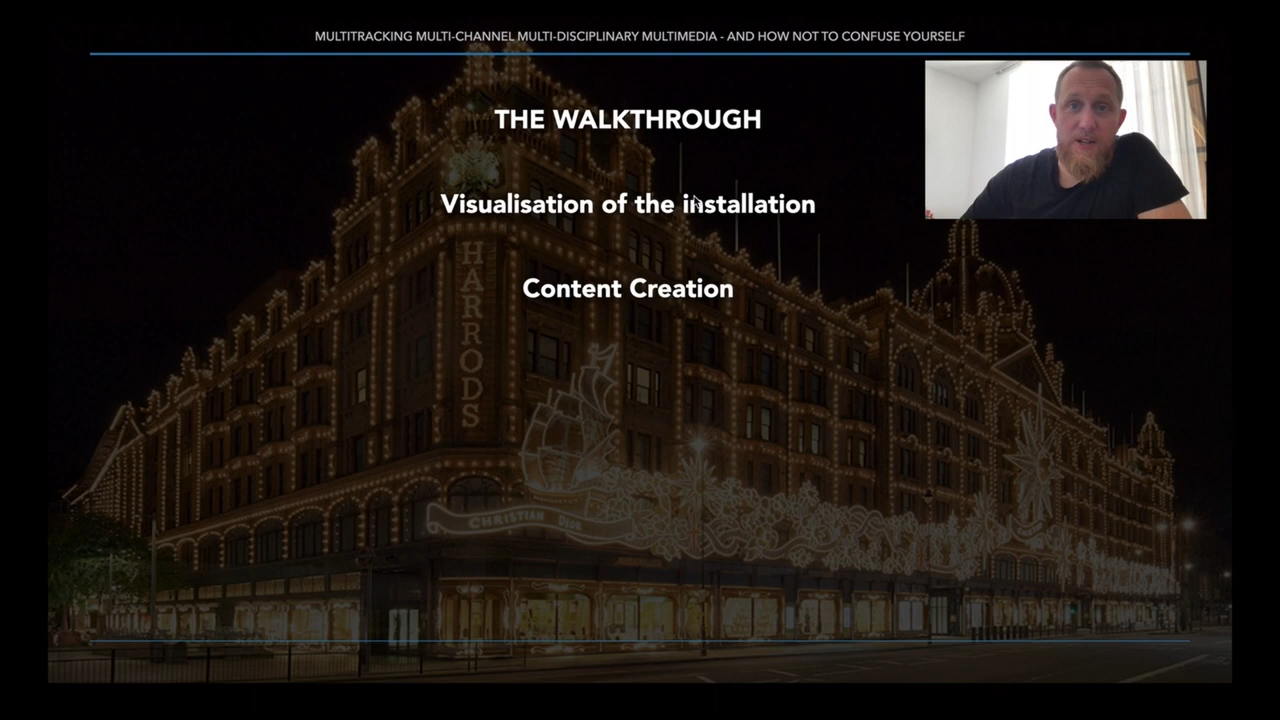 MULTITRACKING MULTI-CHANNEL MULTI-DISCIPLINARY MULTIMEDIA - AND HOW NOT TO CONFUSE YOURSELF
THE WALKTHROUGH
Visualisation of the installation
Content Creation
HARRODS
CHRISTIAN DIOR